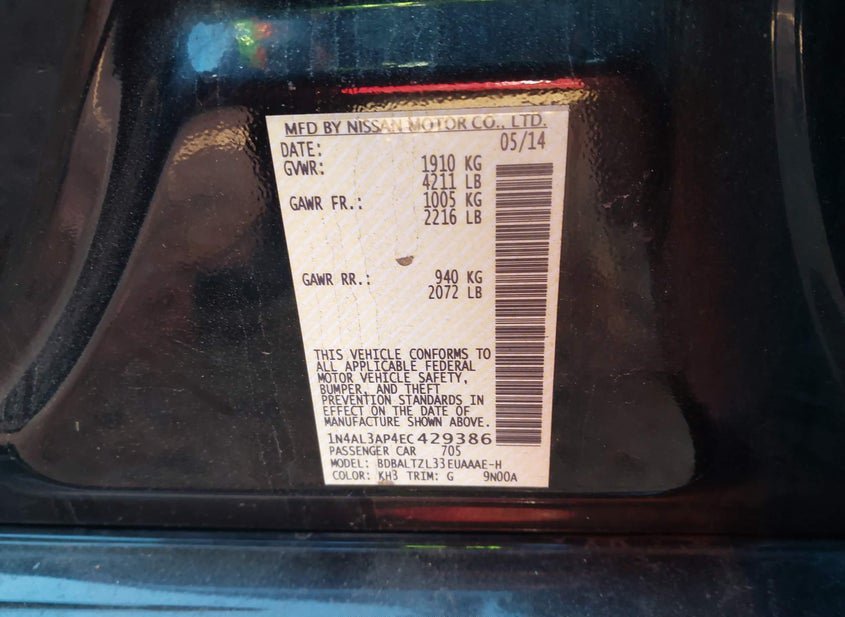 MFD BY NISSAN MOTOR CO., LTD.
DATE: 05/14
GVWR: 1910 KG
4211 LB
GAWR FR.: 1005 KG
2216 LB
GAWR RR.: 940 KG
2072 LB
THIS VEHICLE CONFORMS TO
ALL APPLICABLE FEDERAL
MOTOR VEHICLE SAFETY,
BUMPER, AND THEFT
PREVENTION STANDARDS IN
EFFECT ON THE DATE OF
MANUFACTURE SHOWN ABOVE.
1N4AL3AP4EC429386
PASSENGER CAR 705
MODEL: BDBALTZL33EUAAAE-H
COLOR: KH3 TRIM: G 9N00A